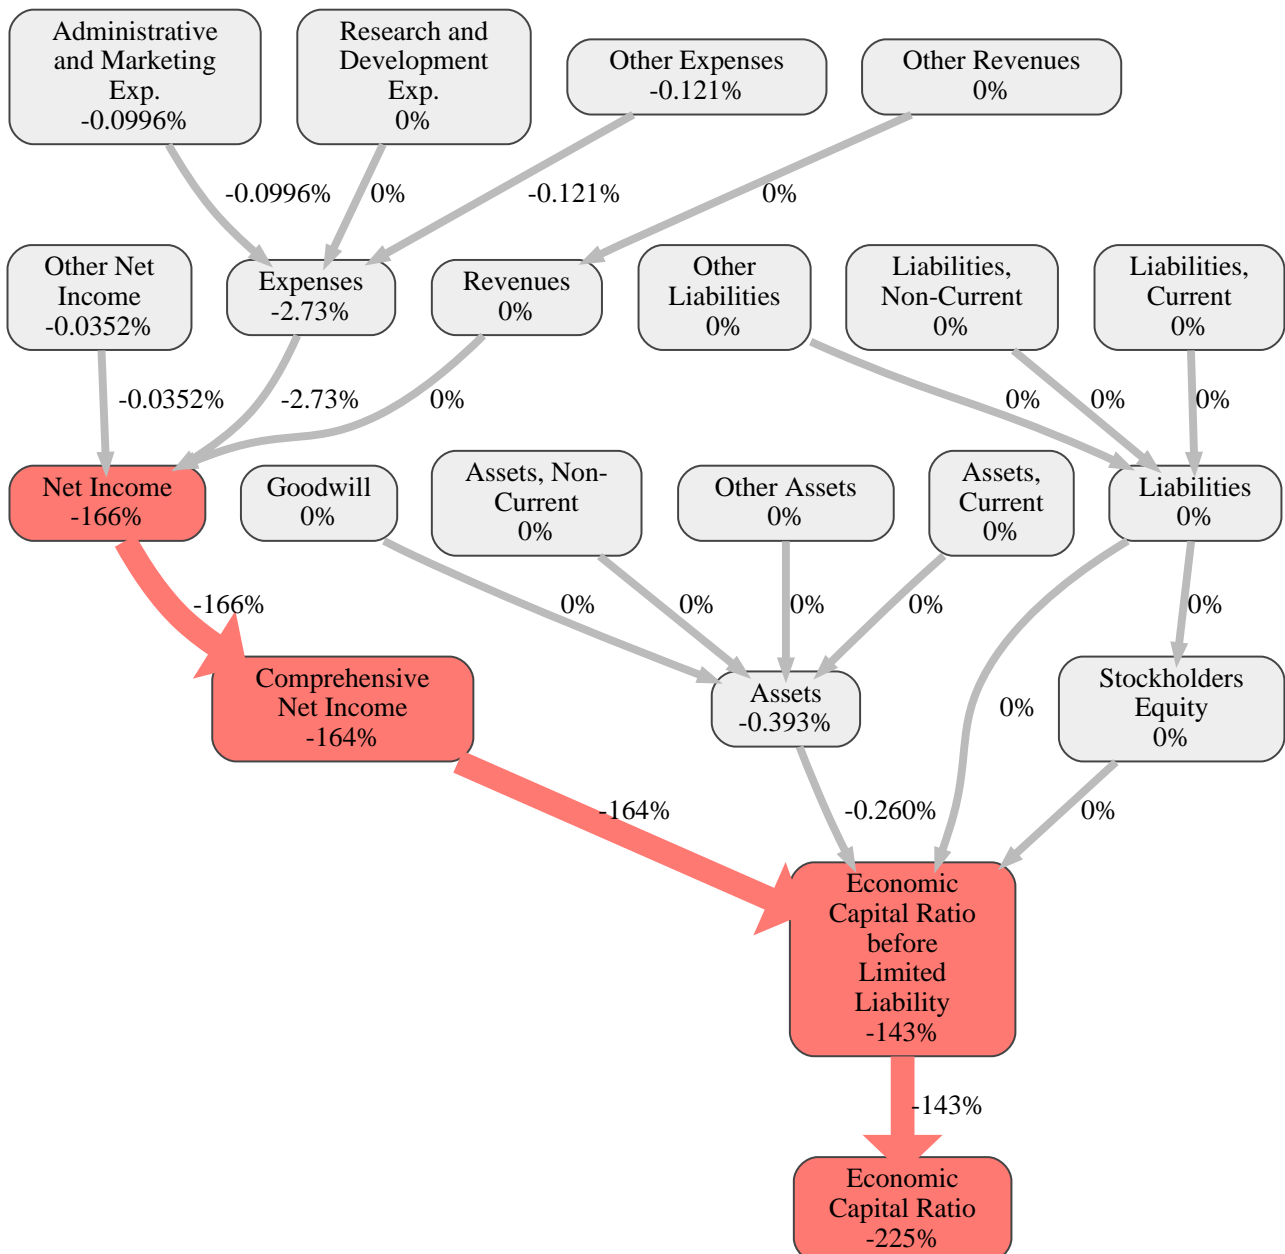 Administrative
and Marketing
Exp.
-0.0996%
Research and
Development
Exp.
0%
Other Expenses
-0.121%
Other Revenues
0%
-0.0996%
0%
-0.121%
0%
Other Net
Income
-0.0352%
Expenses
-2.73%
Revenues
0%
Other
Liabilities
0%
Liabilities,
Non-Current
0%
Liabilities,
Current
0%
-0.0352%
-2.73%
0%
0%
0%
0%
Net Income
-166%
Goodwill
0%
Assets, Non-
Current
0%
Other Assets
0%
Assets,
Current
0%
Liabilities
0%
-166%
0%
0%
0%
0%
0%
0%
Comprehensive
Net Income
-164%
Assets
-0.393%
Stockholders
Equity
0%
-164%
-0.260%
0%
Economic
Capital Ratio
before
Limited
Liability
-143%
-143%
Economic
Capital Ratio
-225%